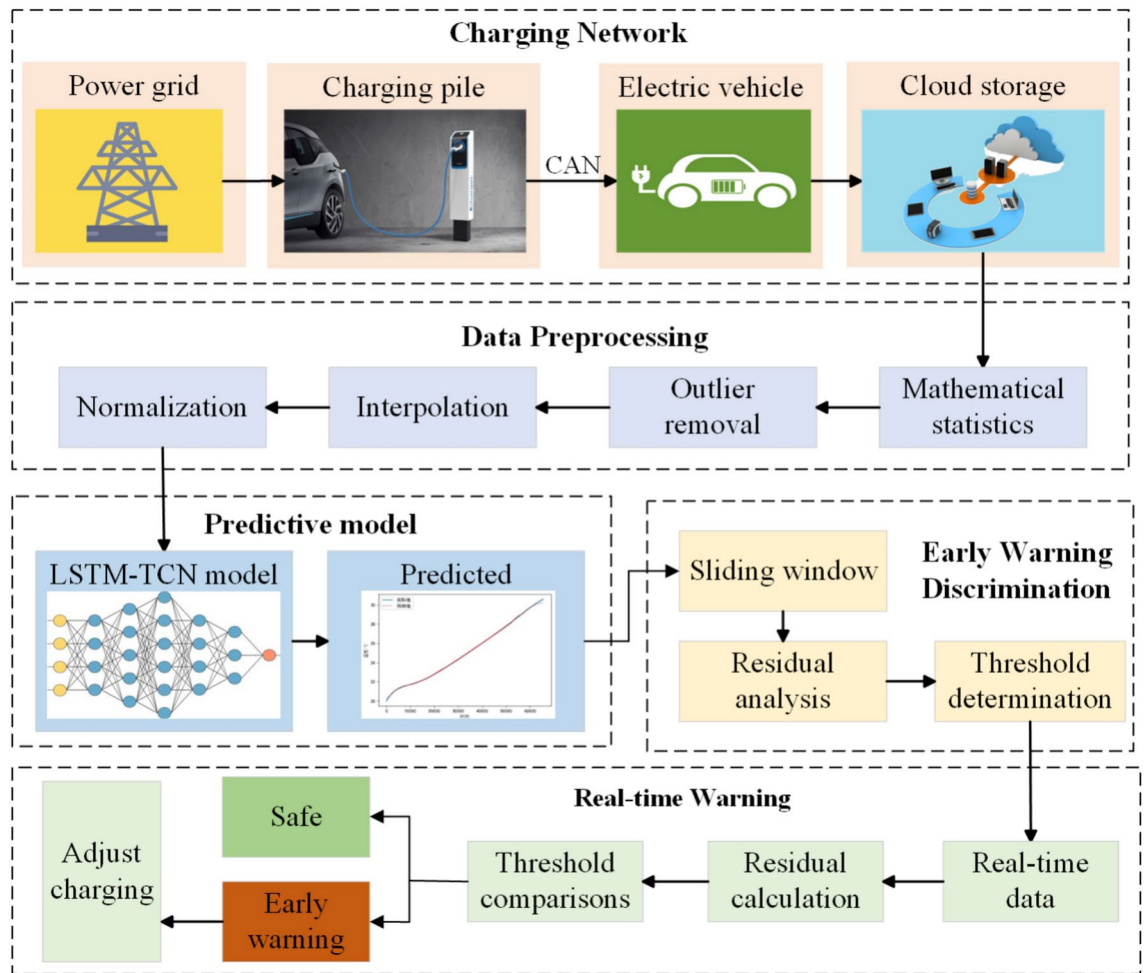 Charging Network
Power grid
Charging pile
Electric vehicle
Cloud storage
CAN
Data Preprocessing
Normalization
Interpolation
Outlier
removal
Mathematical
statistics
Predictive model
LSTM-TCN model
Predicted
Early Warning
Discrimination
Sliding window
Residual
analysis
Threshold
determination
Real-time Warning
Adjust
charging
Safe
Early
warning
Threshold
comparisons
Residual
calculation
Real-time
data